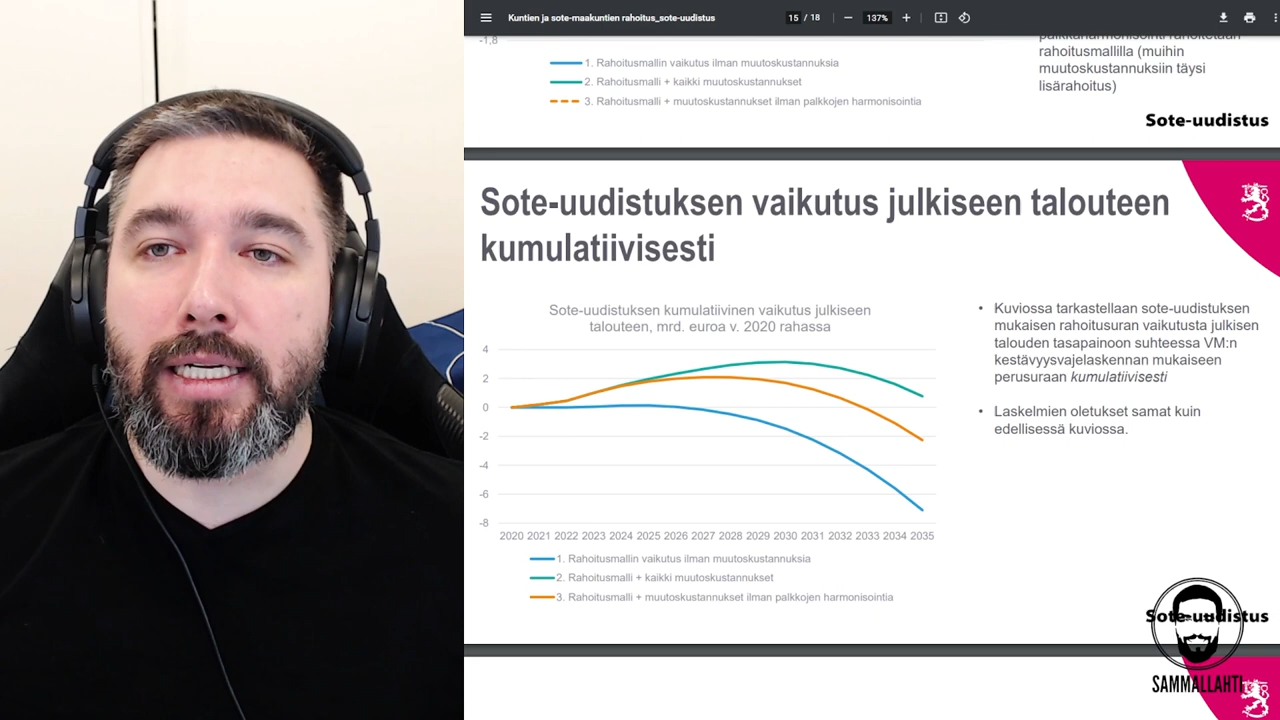 Kuntien ja sote-maakuntien rahoitus_sote-uudistus
15 / 18
137%
-1,8
1. Rahoitusmallin vaikutus ilman muutoskustannuksia
2. Rahoitusmalli + kaikki muutoskustannukset
3. Rahoitusmalli + muutoskustannukset ilman palkkojen harmonisointia
rahoitusmallilla (muihin
muutoskustannuksiin täysi
lisärahoitus)
Sote-uudistus
Sote-uudistuksen vaikutus julkiseen talouteen
kumulatiivisesti
Sote-uudistuksen kumulatiivinen vaikutus julkiseen
talouteen, mrd. euroa v. 2020 rahassa
4
2
0
-2
-4
-6
-8
2020 2021 2022 2023 2024 2025 2026 2027 2028 2029 2030 2031 2032 2033 2034 2035
1. Rahoitusmallin vaikutus ilman muutoskustannuksia
2. Rahoitusmalli + kaikki muutoskustannukset
3. Rahoitusmalli + muutoskustannukset ilman palkkojen harmonisointia
• Kuviossa tarkastellaan sote-uudistuksen
mukaisen rahoitusuran vaikutusta julkisen
talouden tasapainoon suhteessa VM:n
kestävyysvajelaskennan mukaiseen
perusuraan kumulatiivisesti
• Laskelmien oletukset samat kuin
edellisessä kuviossa.
Sote-uudistus
SAMMALLAHTI